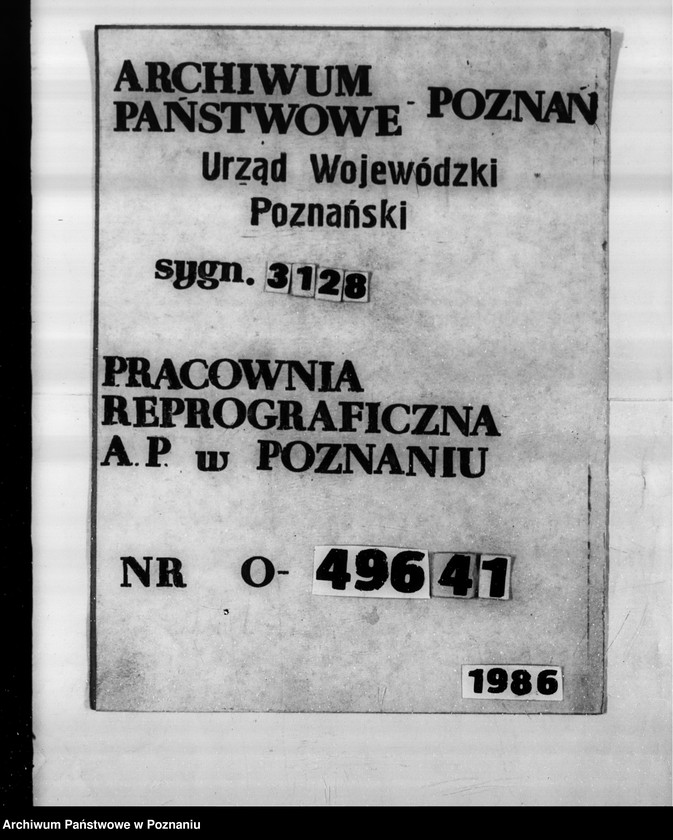 ARCHIWUM
PAŃSTWOWE - POZNAŃ
Urząd Wojewódzki
Poznański
sygn. 3128
PRACOWNIA
REPROGRAFICZNA
A.P. w POZNANIU
NR O- 49641
1986
Archiwum Państwowe w Poznaniu